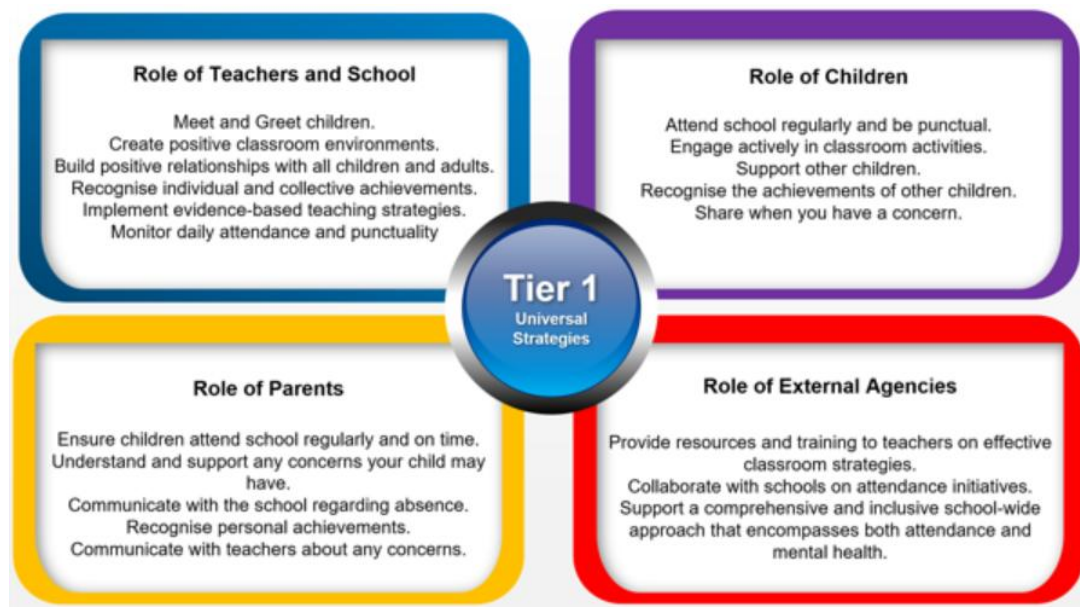 Role of Teachers and School
Meet and Greet children.
Create positive classroom environments.
Build positive relationships with all children and adults.
Recognise individual and collective achievements.
Implement evidence-based teaching strategies.
Monitor daily attendance and punctuality
Role of Children
Attend school regularly and be punctual.
Engage actively in classroom activities.
Support other children.
Recognise the achievements of other children.
Share when you have a concern.
Tier 1
Universal
Strategies
Role of Parents
Ensure children attend school regularly and on time.
Understand and support any concerns your child may
have.
Communicate with the school regarding absence.
Recognise personal achievements.
Communicate with teachers about any concerns.
Role of External Agencies
Provide resources and training to teachers on effective
classroom strategies.
Collaborate with schools on attendance initiatives.
Support a comprehensive and inclusive school-wide
approach that encompasses both attendance and
mental health.